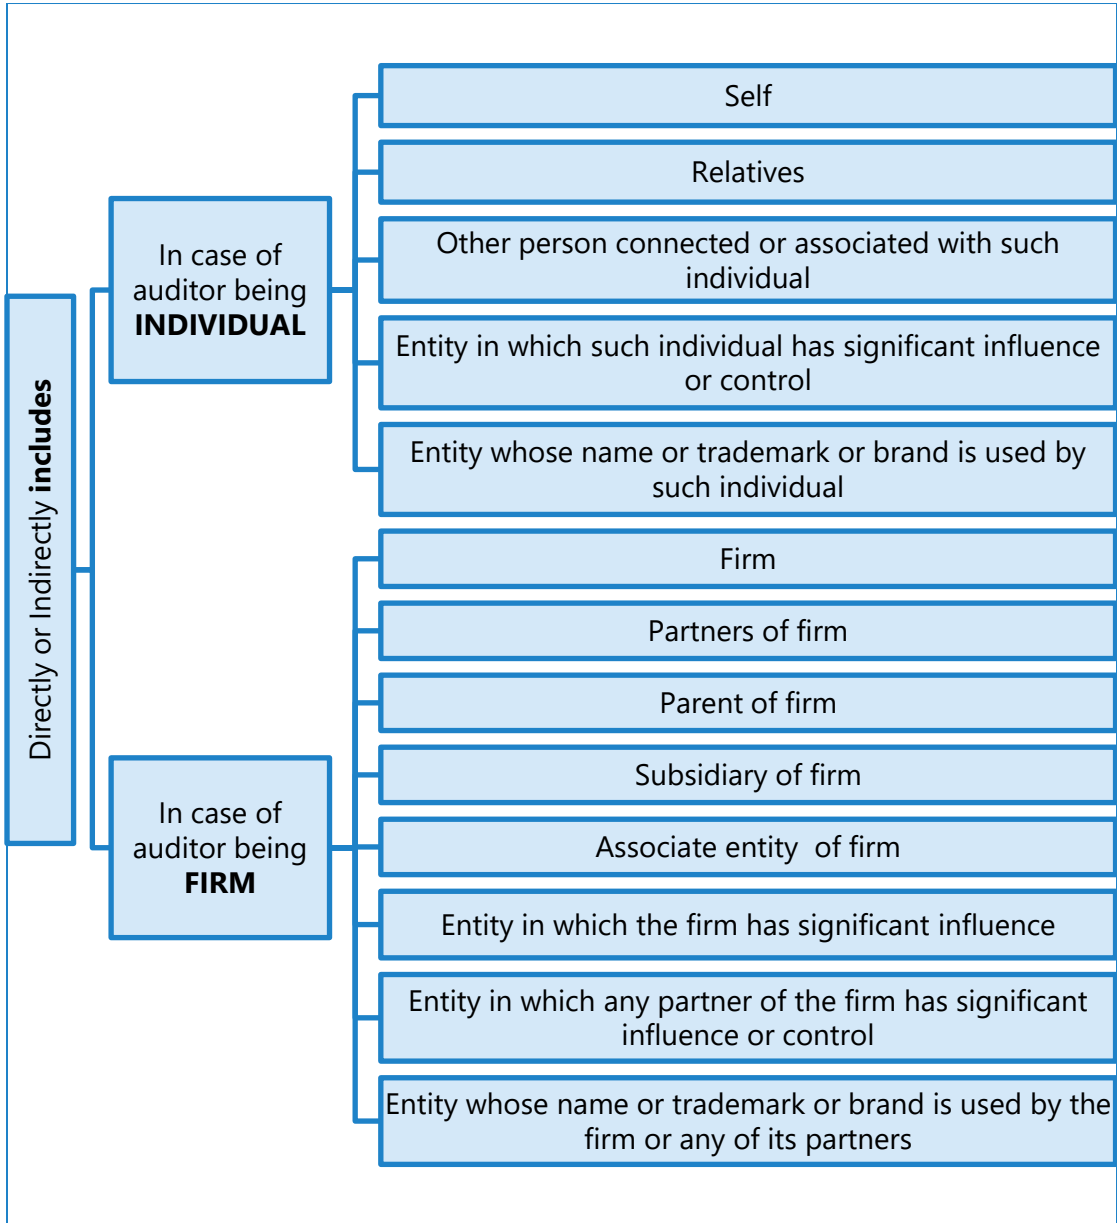 Directly or Indirectly includes
In case of
auditor being
INDIVIDUAL
Self
Relatives
Other person connected or associated with such
individual
Entity in which such individual has significant influence
or control
Entity whose name or trademark or brand is used by
such individual
In case of
auditor being
FIRM
Firm
Partners of firm
Parent of firm
Subsidiary of firm
Associate entity of firm
Entity in which the firm has significant influence
Entity in which any partner of the firm has significant
influence or control
Entity whose name or trademark or brand is used by the
firm or any of its partners